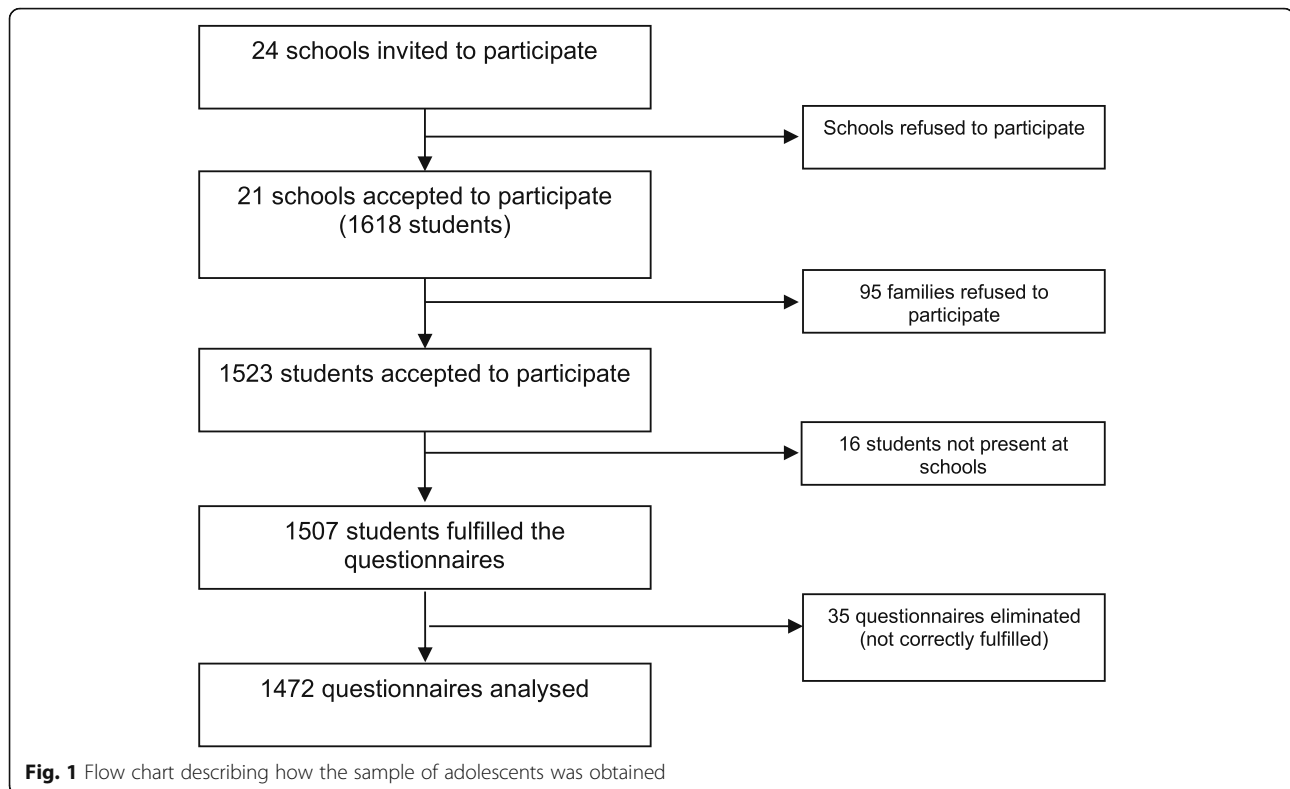 24 schools invited to participate
Schools refused to participate
21 schools accepted to participate
(1618 students)
95 families refused to
participate
1523 students accepted to participate
16 students not present at
schools
1507 students fulfilled the
questionnaires
35 questionnaires eliminated
(not correctly fulfilled)
1472 questionnaires analysed
Fig. 1 Flow chart describing how the sample of adolescents was obtained